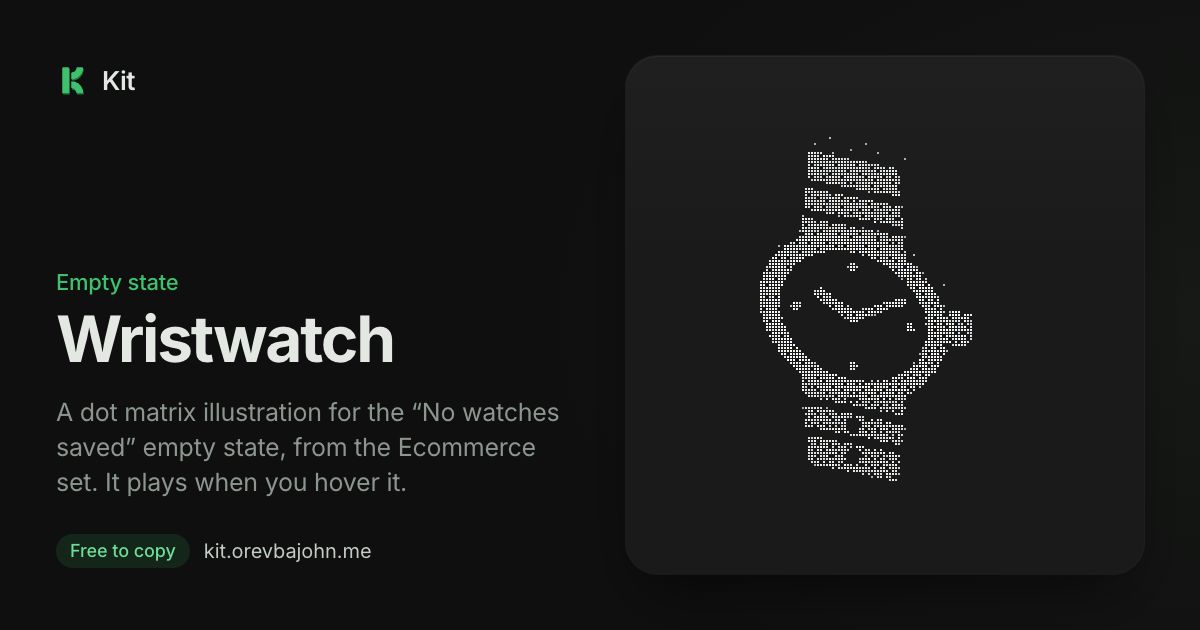 Kit
Empty state
Wristwatch
A dot matrix illustration for the “No watches
saved” empty state, from the Ecommerce
set. It plays when you hover it.
Free to copy
kit.orevbajohn.me